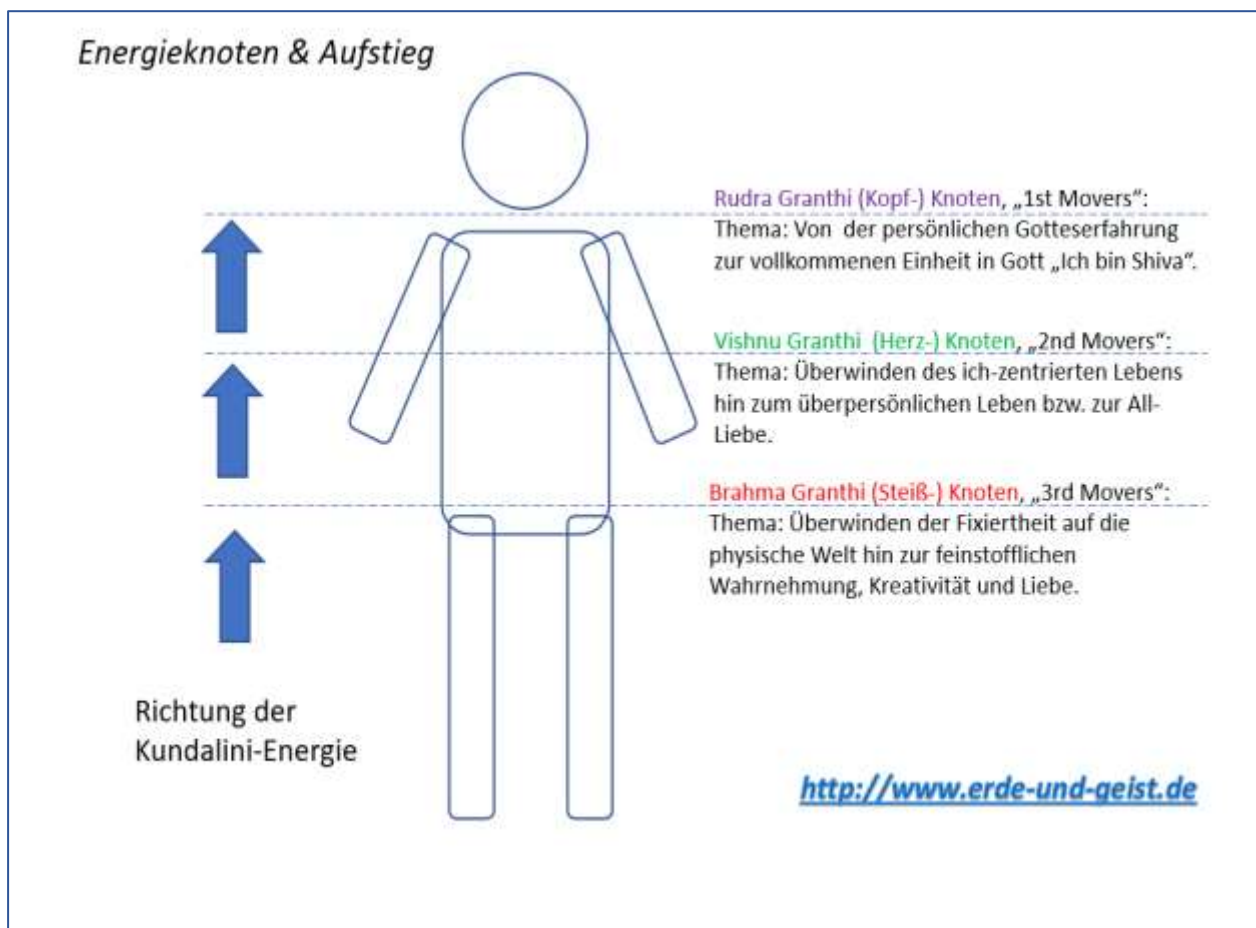 Energieknoten & Aufstieg
Rudra Granthi (Kopf-) Knoten, „1st Movers“:
Thema: Von der persönlichen Gotteserfahrung
zur vollkommenen Einheit in Gott „Ich bin Shiva“.
Vishnu Granthi (Herz-) Knoten, „2nd Movers“:
Thema: Überwinden des ich-zentrierten Lebens
hin zum überpersönlichen Leben bzw. zur All-
Liebe.
Brahma Granthi (Steiß-) Knoten, „3rd Movers“:
Thema: Überwinden der Fixiertheit auf die
physische Welt hin zur feinstofflichen
Wahrnehmung, Kreativität und Liebe.
Richtung der
Kundalini-Energie
http://www.erde-und-geist.de